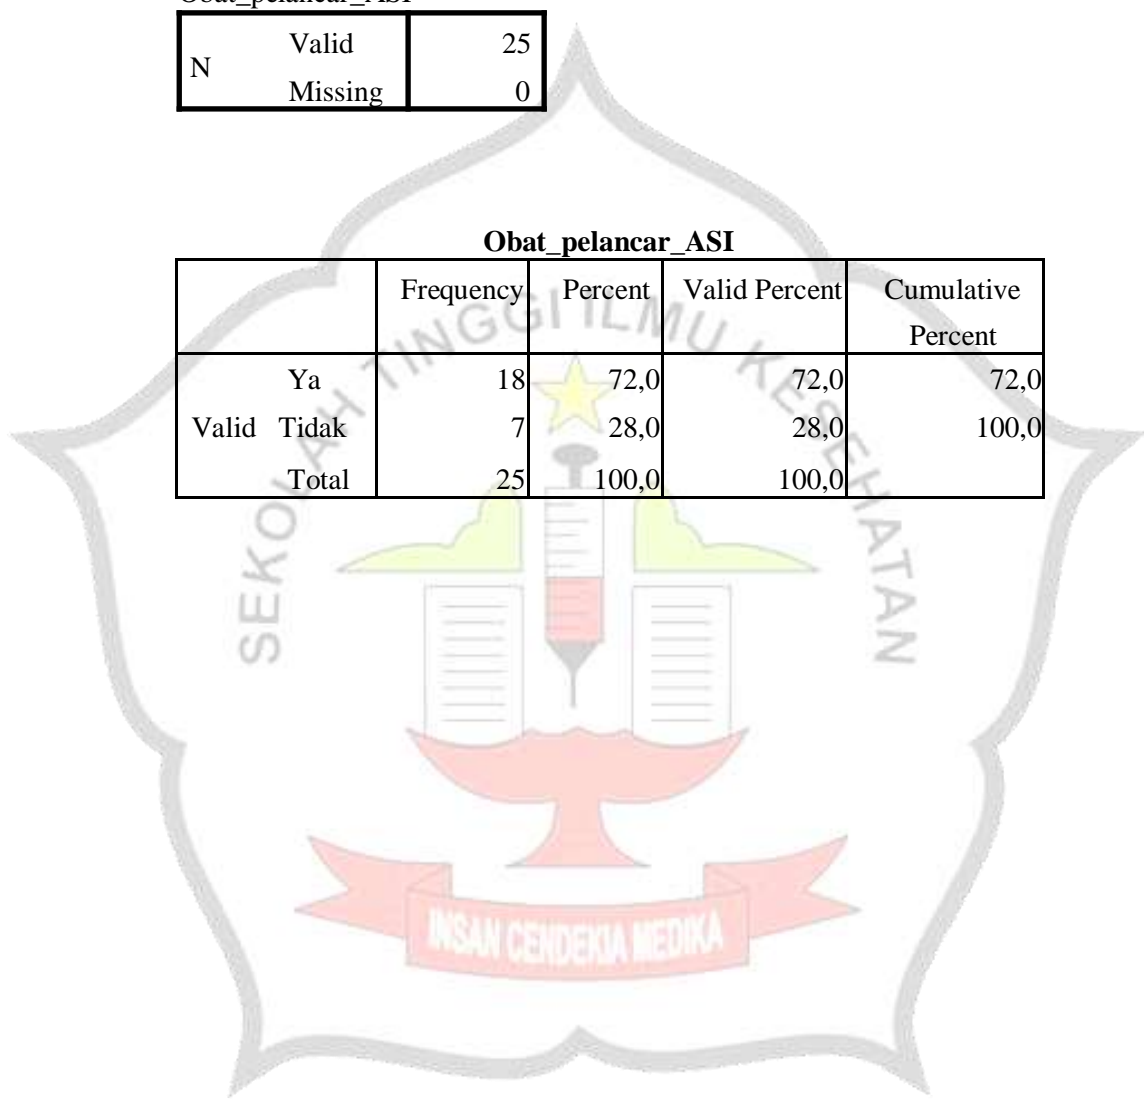 Obat_pelancar_ASI
N Valid 25
Missing 0
Obat_pelancar_ASI
Frequency Percent Valid Percent Cumulative Percent
Valid Ya 18 72,0 72,0 72,0
Tidak 7 28,0 28,0 100,0
Total 25 100,0 100,0
SEKOLAH TINGGI ILMU KESEHATAN
INSAN CENDEKIA MEDIKA